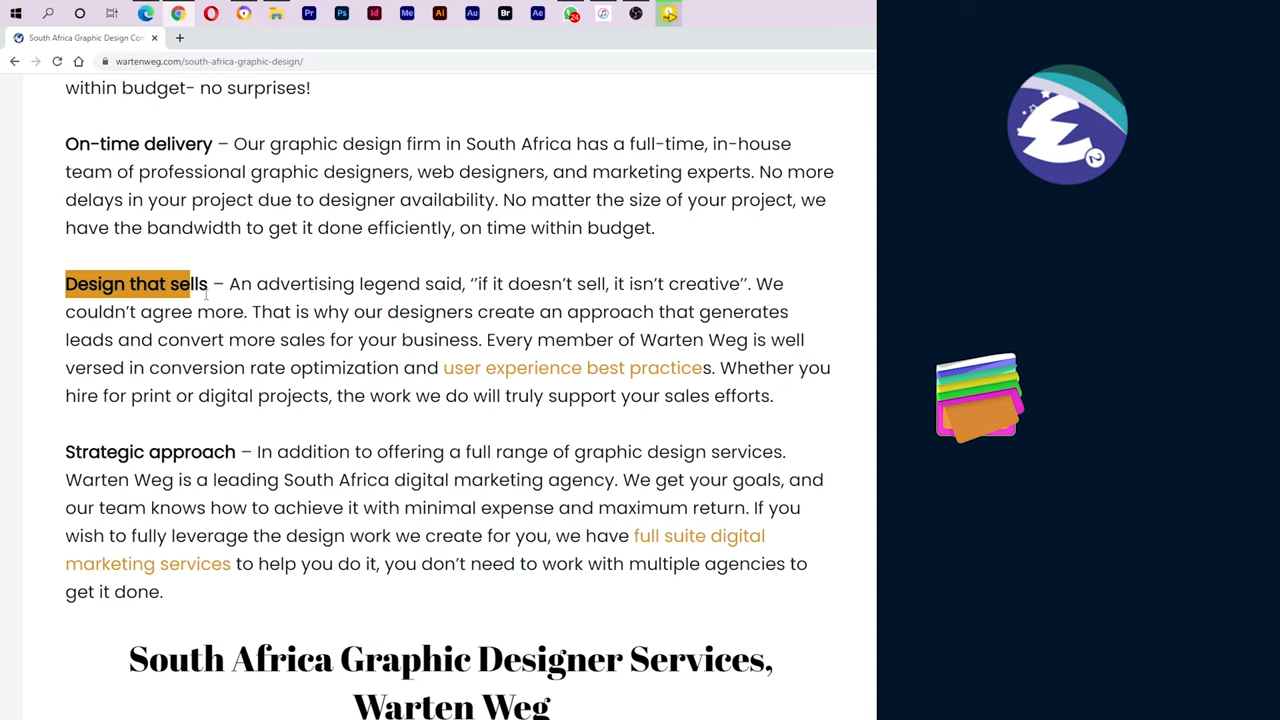 Pr
Ps
Id
Me
Ai
Au
Br
Ae
24
South Africa Graphic Design Con
wartenweg.com/south-africa-graphic-design/
within budget- no surprises!
On-time delivery – Our graphic design firm in South Africa has a full-time, in-house
team of professional graphic designers, web designers, and marketing experts. No more
delays in your project due to designer availability. No matter the size of your project, we
have the bandwidth to get it done efficiently, on time within budget.
Design that sells – An advertising legend said, “if it doesn’t sell, it isn’t creative”. We
couldn’t agree more. That is why our designers create an approach that generates
leads and convert more sales for your business. Every member of Warten Weg is well
versed in conversion rate optimization and user experience best practices. Whether you
hire for print or digital projects, the work we do will truly support your sales efforts.
Strategic approach – In addition to offering a full range of graphic design services.
Warten Weg is a leading South Africa digital marketing agency. We get your goals, and
our team knows how to achieve it with minimal expense and maximum return. If you
wish to fully leverage the design work we create for you, we have full suite digital
marketing services to help you do it, you don’t need to work with multiple agencies to
get it done.
South Africa Graphic Designer Services,
Warten Weg